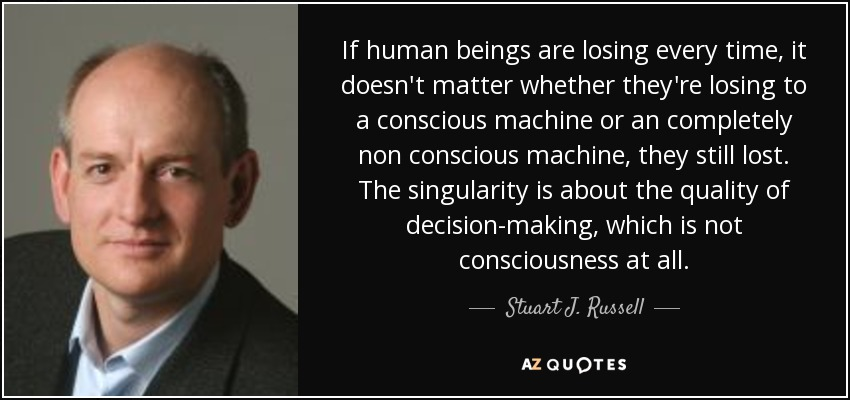 If human beings are losing every time, it
doesn't matter whether they're losing to
a conscious machine or an completely
non conscious machine, they still lost.
The singularity is about the quality of
decision-making, which is not
consciousness at all.
Stuart J. Russell
AZ QUOTES